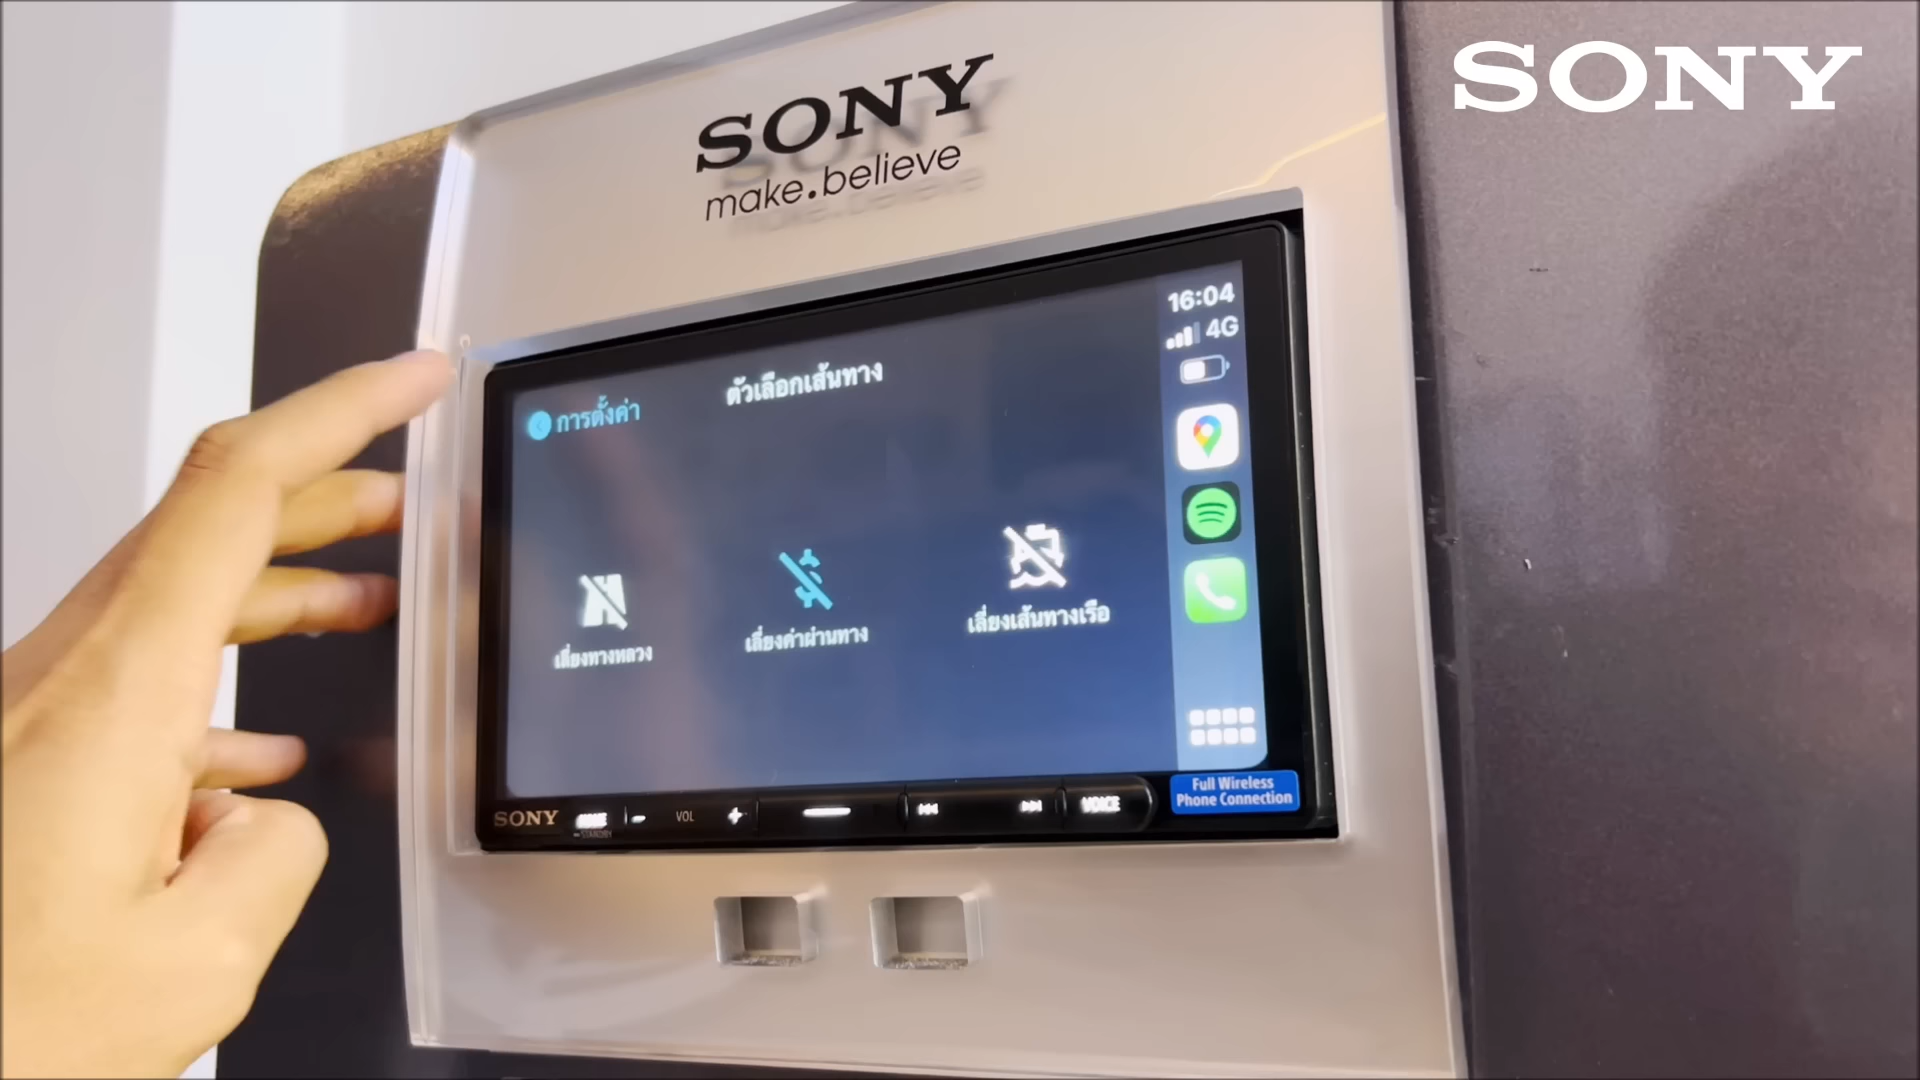 SONY
SONY
make.believe
16:04
4G
การตั้งค่า
ตัวเลือกเส้นทาง
เลี่ยงทางหลวง
เลี่ยงค่าผ่านทาง
เลี่ยงเส้นทางเรือ
SONY
VOL
VOICE
Full Wireless
Phone Connection